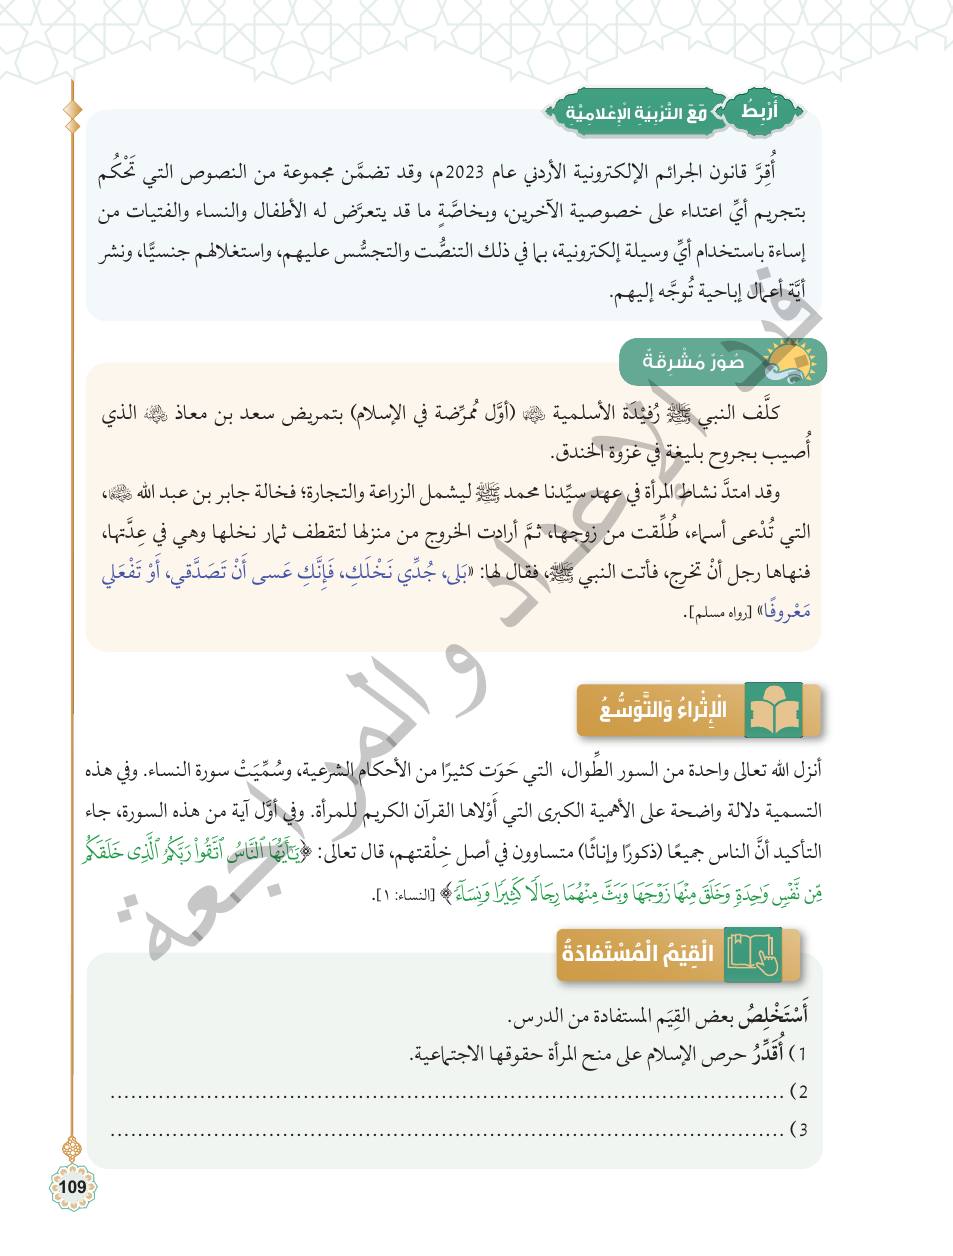 أَرْبِطُ مَعَ التَّرْبِيَةِ الْإِعْلامِيَّةِ
أُقِرَّ قانون الجرائم الإلكترونية الأردني عام 2023م، وقد تضمَّن مجموعة من النصوص التي تَحْكُم
بتجريم أيِّ اعتداء على خصوصية الآخرين، وبخاصَّةٍ ما قد يتعرَّض له الأطفال والنساء والفتيات من
إساءة باستخدام أيِّ وسيلة إلكترونية، بما في ذلك التنصُّت والتجسُّس عليهم، واستغلالهم جنسيًّا، ونشر
أيَّة أعمال إباحية تُوجَّه إليهم.
صُوَرٌ مُشْرِقَةٌ
كلَّف النبي ﷺ رُفيْدَة الأسلمية رضي الله عنها (أوَّل مُمرِّضة في الإسلام) بتمريض سعد بن معاذ رضي الله عنه الذي
أُصيب بجروح بليغة في غزوة الخندق.
وقد امتدَّ نشاط المرأة في عهد سيِّدنا محمد ﷺ ليشمل الزراعة والتجارة؛ فخالة جابر بن عبد الله رضي الله عنه،
التي تُدْعى أسماء، طُلِّقت من زوجها، ثمَّ أرادت الخروج من منزلها لتقطف ثمار نخلها وهي في عِدَّتها،
فنهاها رجل أنْ تخرج، فأتت النبي ﷺ، فقال لها: «بَلى، جُدِّي نَخْلَكِ، فَإِنَّكِ عَسى أَنْ تَصَدَّقي، أَوْ تَفْعَلي
مَعْروفًا» [رواه مسلم].
الْإِثْراءُ وَالتَّوَسُّعُ
أنزل الله تعالى واحدة من السور الطِّوال، التي حَوَت كثيرًا من الأحكام الشرعية، وسُمِّيَتْ سورة النساء. وفي هذه
التسمية دلالة واضحة على الأهمية الكبرى التي أَوْلاها القرآن الكريم للمرأة. وفي أوَّل آية من هذه السورة، جاء
التأكيد أنَّ الناس جميعًا (ذكورًا وإناثًا) متساوون في أصل خِلْقتهم، قال تعالى: ﴿يَٰٓأَيُّهَا ٱلنَّاسُ ٱتَّقُواْ رَبَّكُمُ ٱلَّذِى خَلَقَكُم
مِّن نَّفْسٍ وَٰحِدَةٍ وَخَلَقَ مِنْهَا زَوْجَهَا وَبَثَّ مِنْهُمَا رِجَالًا كَثِيرًا وَنِسَآءً﴾ [النساء: ١].
الْقِيَمُ الْمُسْتَفادَةُ
أَسْتَخْلِصُ بعض القِيَم المستفادة من الدرس.
1) أُقَدِّرُ حرص الإسلام على منح المرأة حقوقها الاجتماعية.
2) ..................................................
3) ..................................................
109
قيد الإعداد والمراجعة